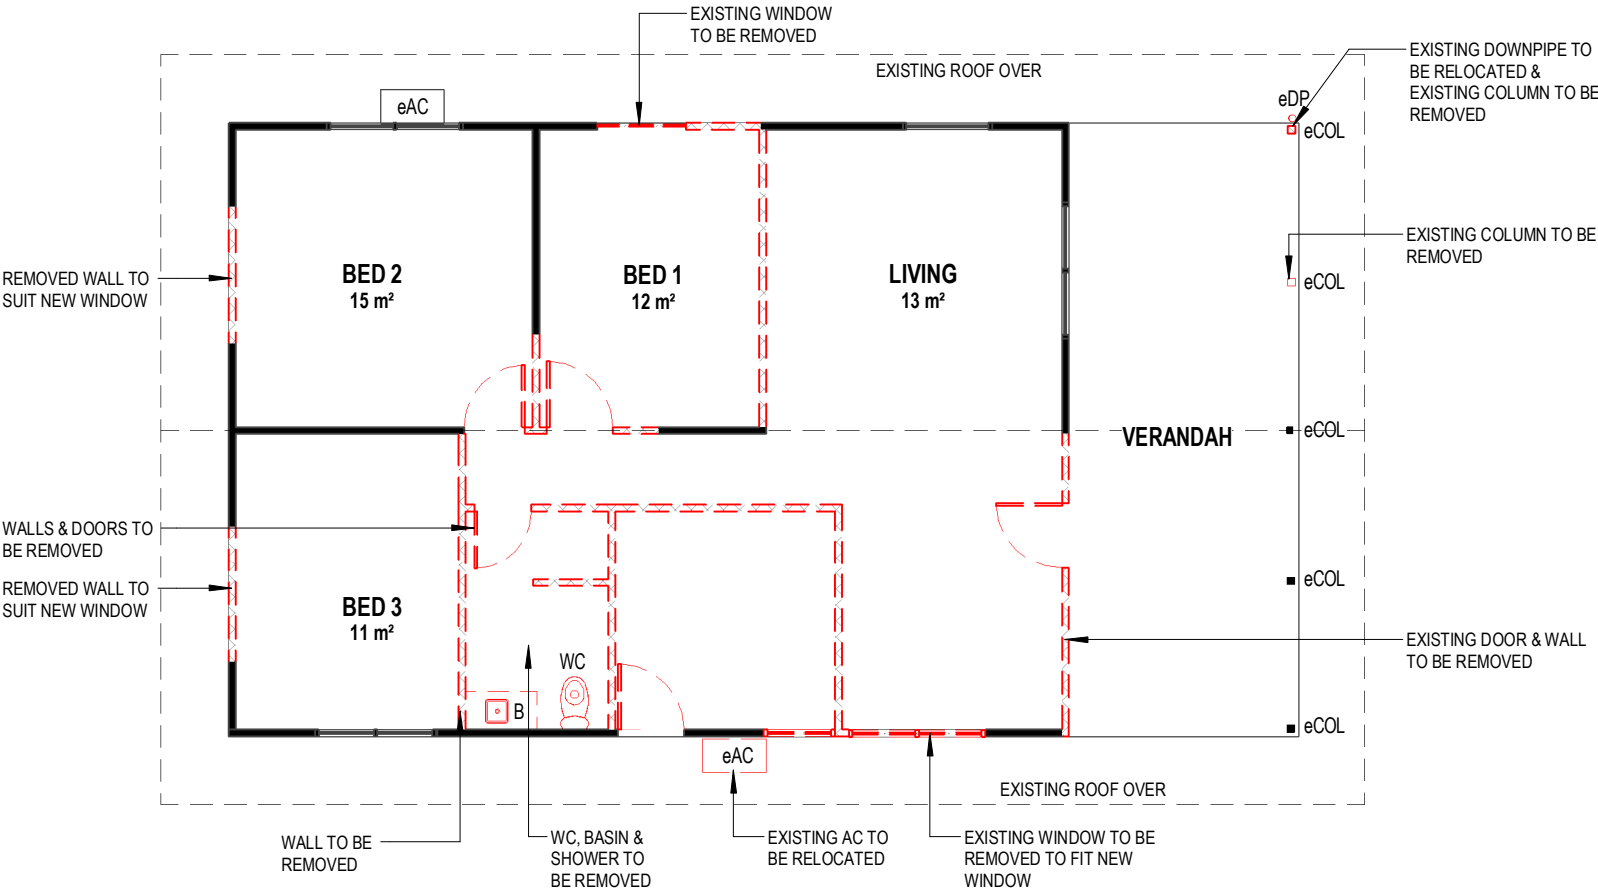 EXISTING WINDOW
TO BE REMOVED
EXISTING ROOF OVER
EXISTING DOWNPIPE TO
BE RELOCATED &
EXISTING COLUMN TO BE
REMOVED
eAC
eDP
eCOL
BED 2
15 m²
BED 1
12 m²
LIVING
13 m²
EXISTING COLUMN TO BE
REMOVED
eCOL
REMOVED WALL TO
SUIT NEW WINDOW
VERANDAH
eCOL
WALLS & DOORS TO
BE REMOVED
REMOVED WALL TO
SUIT NEW WINDOW
BED 3
11 m²
eCOL
EXISTING DOOR & WALL
TO BE REMOVED
WC
B
eCOL
eAC
EXISTING ROOF OVER
WALL TO BE
REMOVED
WC, BASIN &
SHOWER TO
BE REMOVED
EXISTING AC TO
BE RELOCATED
EXISTING WINDOW TO BE
REMOVED TO FIT NEW
WINDOW